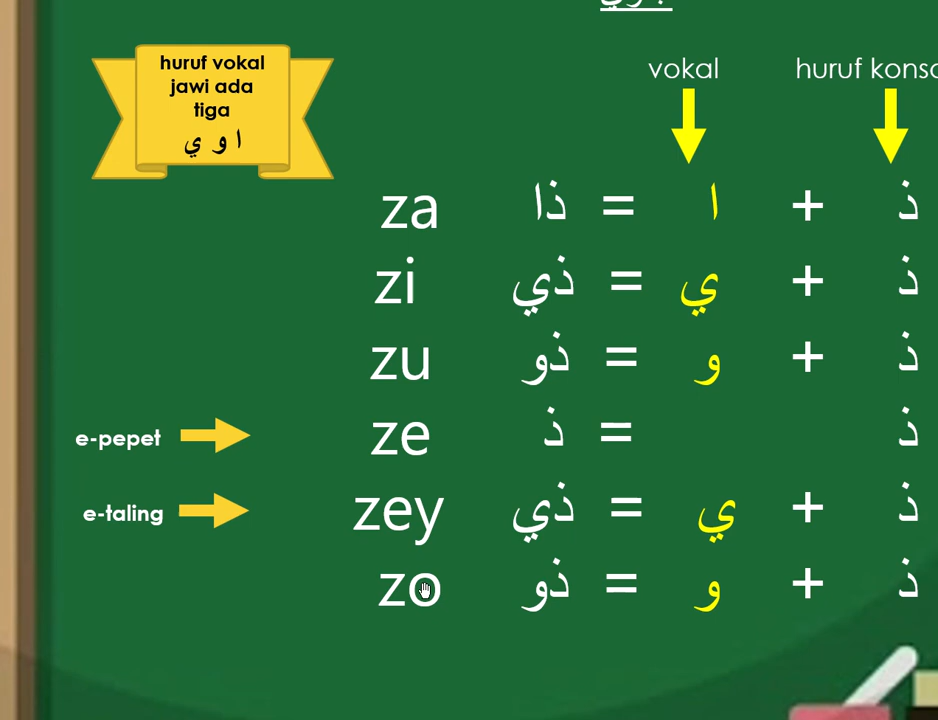 huruf vokal
jawi ada
tiga
ا و ي
vokal huruf konso
za ذا = ا + ذ
zi ذي = ي + ذ
zu ذو = و + ذ
e-pepet ze ذ = ذ
e-taling zey ذي = ي + ذ
zo ذو = و + ذ